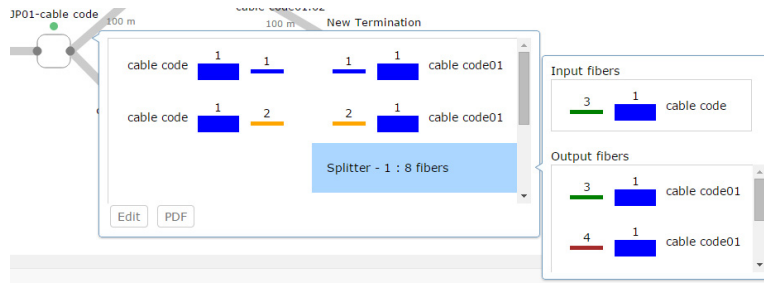 JP01-cable code
cable code01.02
100 m
100 m
New Termination
cable code 1 1 1 1 cable code01
cable code 1 2 2 1 cable code01
Splitter - 1 : 8 fibers
Edit
PDF
Input fibers
3 1 cable code
Output fibers
3 1 cable code01
4 1 cable code01